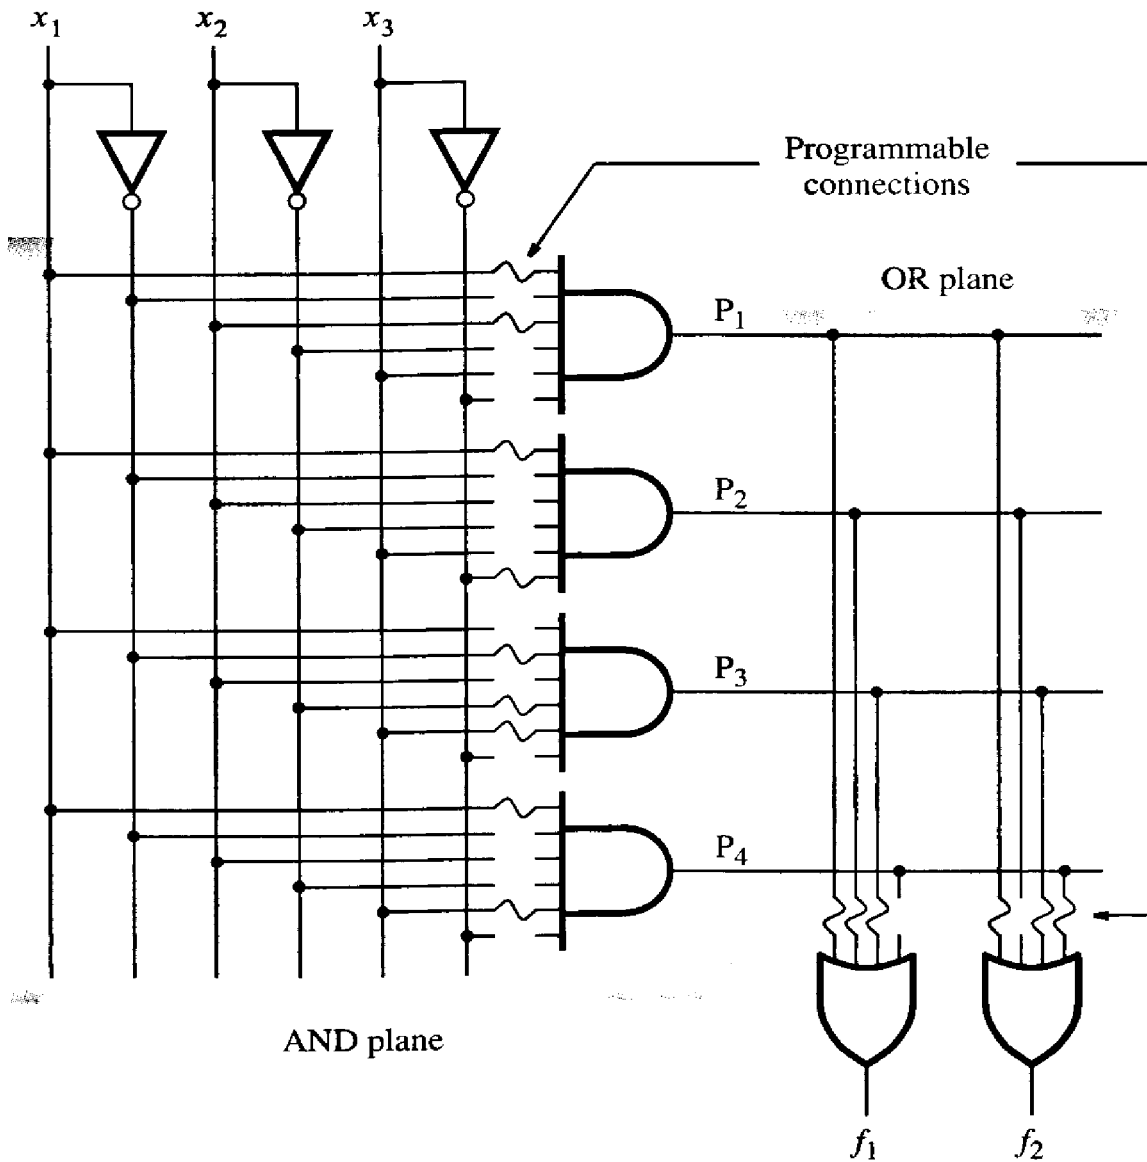 x1 x2 x3
Programmable
connections
OR plane
P1
P2
P3
P4
AND plane
f1 f2